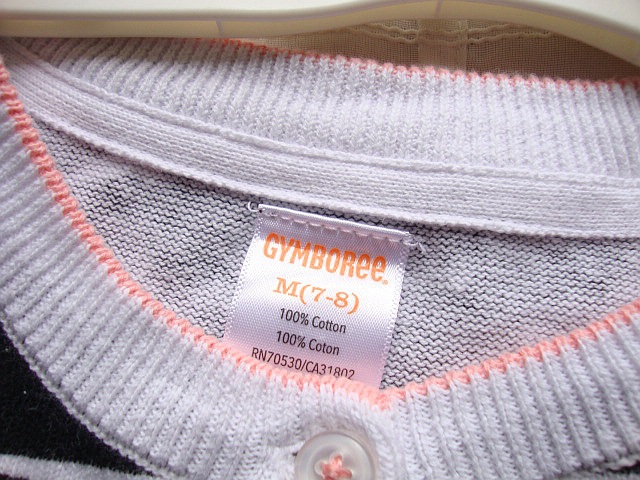 GYMBOREE.
M(7-8)
100% Cotton
100% Coton
RN70530/CA31802